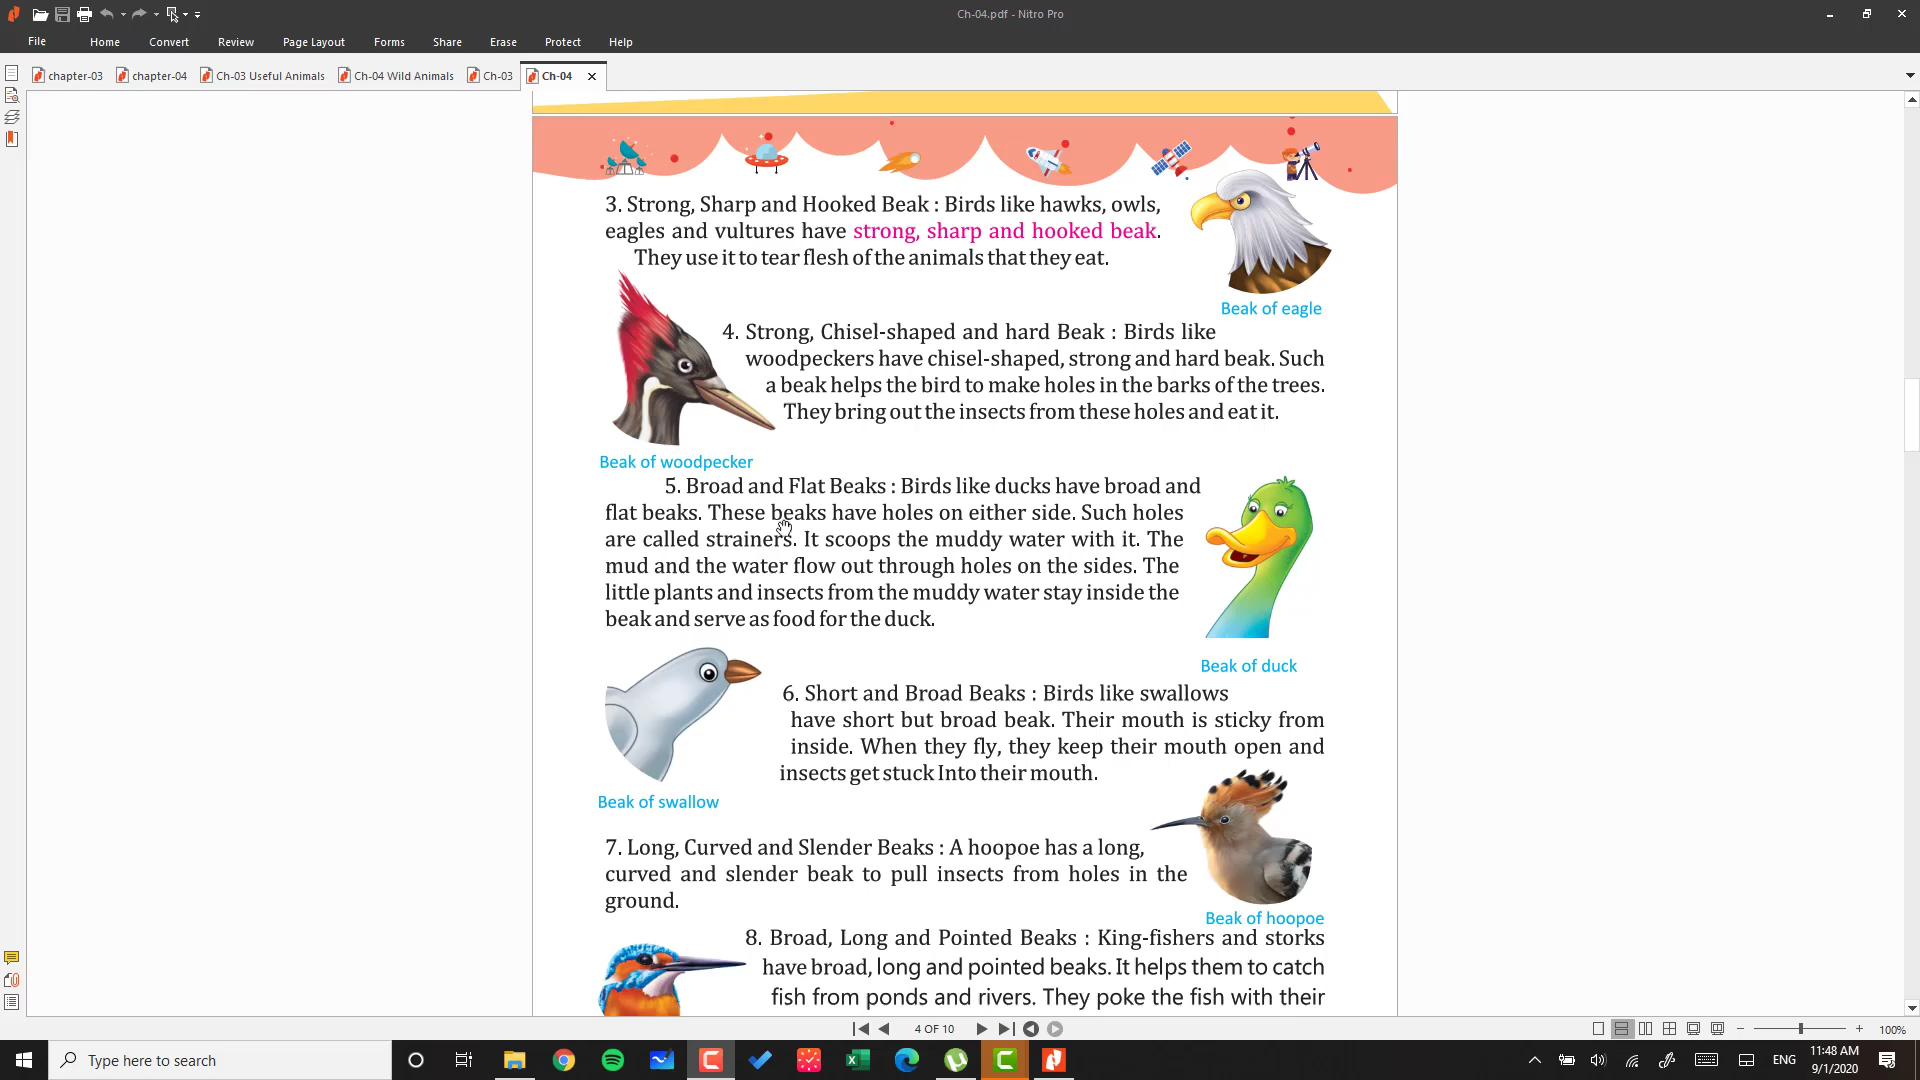 Ch-04.pdf - Nitro Pro
File Home Convert Review Page Layout Forms Share Erase Protect Help
chapter-03 chapter-04 Ch-03 Useful Animals Ch-04 Wild Animals Ch-03 Ch-04
3. Strong, Sharp and Hooked Beak : Birds like hawks, owls,
eagles and vultures have strong, sharp and hooked beak.
They use it to tear flesh of the animals that they eat.
Beak of eagle
4. Strong, Chisel-shaped and hard Beak : Birds like
woodpeckers have chisel-shaped, strong and hard beak. Such
a beak helps the bird to make holes in the barks of the trees.
They bring out the insects from these holes and eat it.
Beak of woodpecker
5. Broad and Flat Beaks : Birds like ducks have broad and
flat beaks. These beaks have holes on either side. Such holes
are called strainers. It scoops the muddy water with it. The
mud and the water flow out through holes on the sides. The
little plants and insects from the muddy water stay inside the
beak and serve as food for the duck.
Beak of duck
6. Short and Broad Beaks : Birds like swallows
have short but broad beak. Their mouth is sticky from
inside. When they fly, they keep their mouth open and
insects get stuck Into their mouth.
Beak of swallow
7. Long, Curved and Slender Beaks : A hoopoe has a long,
curved and slender beak to pull insects from holes in the
ground.
Beak of hoopoe
8. Broad, Long and Pointed Beaks : King-fishers and storks
have broad, long and pointed beaks. It helps them to catch
fish from ponds and rivers. They poke the fish with their
4 OF 10
100%
Type here to search
ENG
11:48 AM
9/1/2020